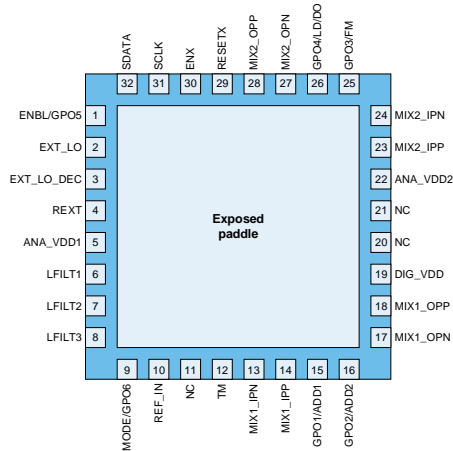 SDATA
SCLK
ENX
RESETX
MIX2_OPP
MIX2_OPN
GPO4/LD/DO
GPO3/FM
32
31
30
29
28
27
26
25
ENBL/GPO5 1
EXT_LO 2
EXT_LO_DEC 3
REXT 4
ANA_VDD1 5
LFILT1 6
LFILT2 7
LFILT3 8
Exposed
paddle
24 MIX2_IPN
23 MIX2_IPP
22 ANA_VDD2
21 NC
20 NC
19 DIG_VDD
18 MIX1_OPP
17 MIX1_OPN
9
10
11
12
13
14
15
16
MODE/GPO6
REF_IN
NC
TM
MIX1_IPN
MIX1_IPP
GPO1/ADD1
GPO2/ADD2